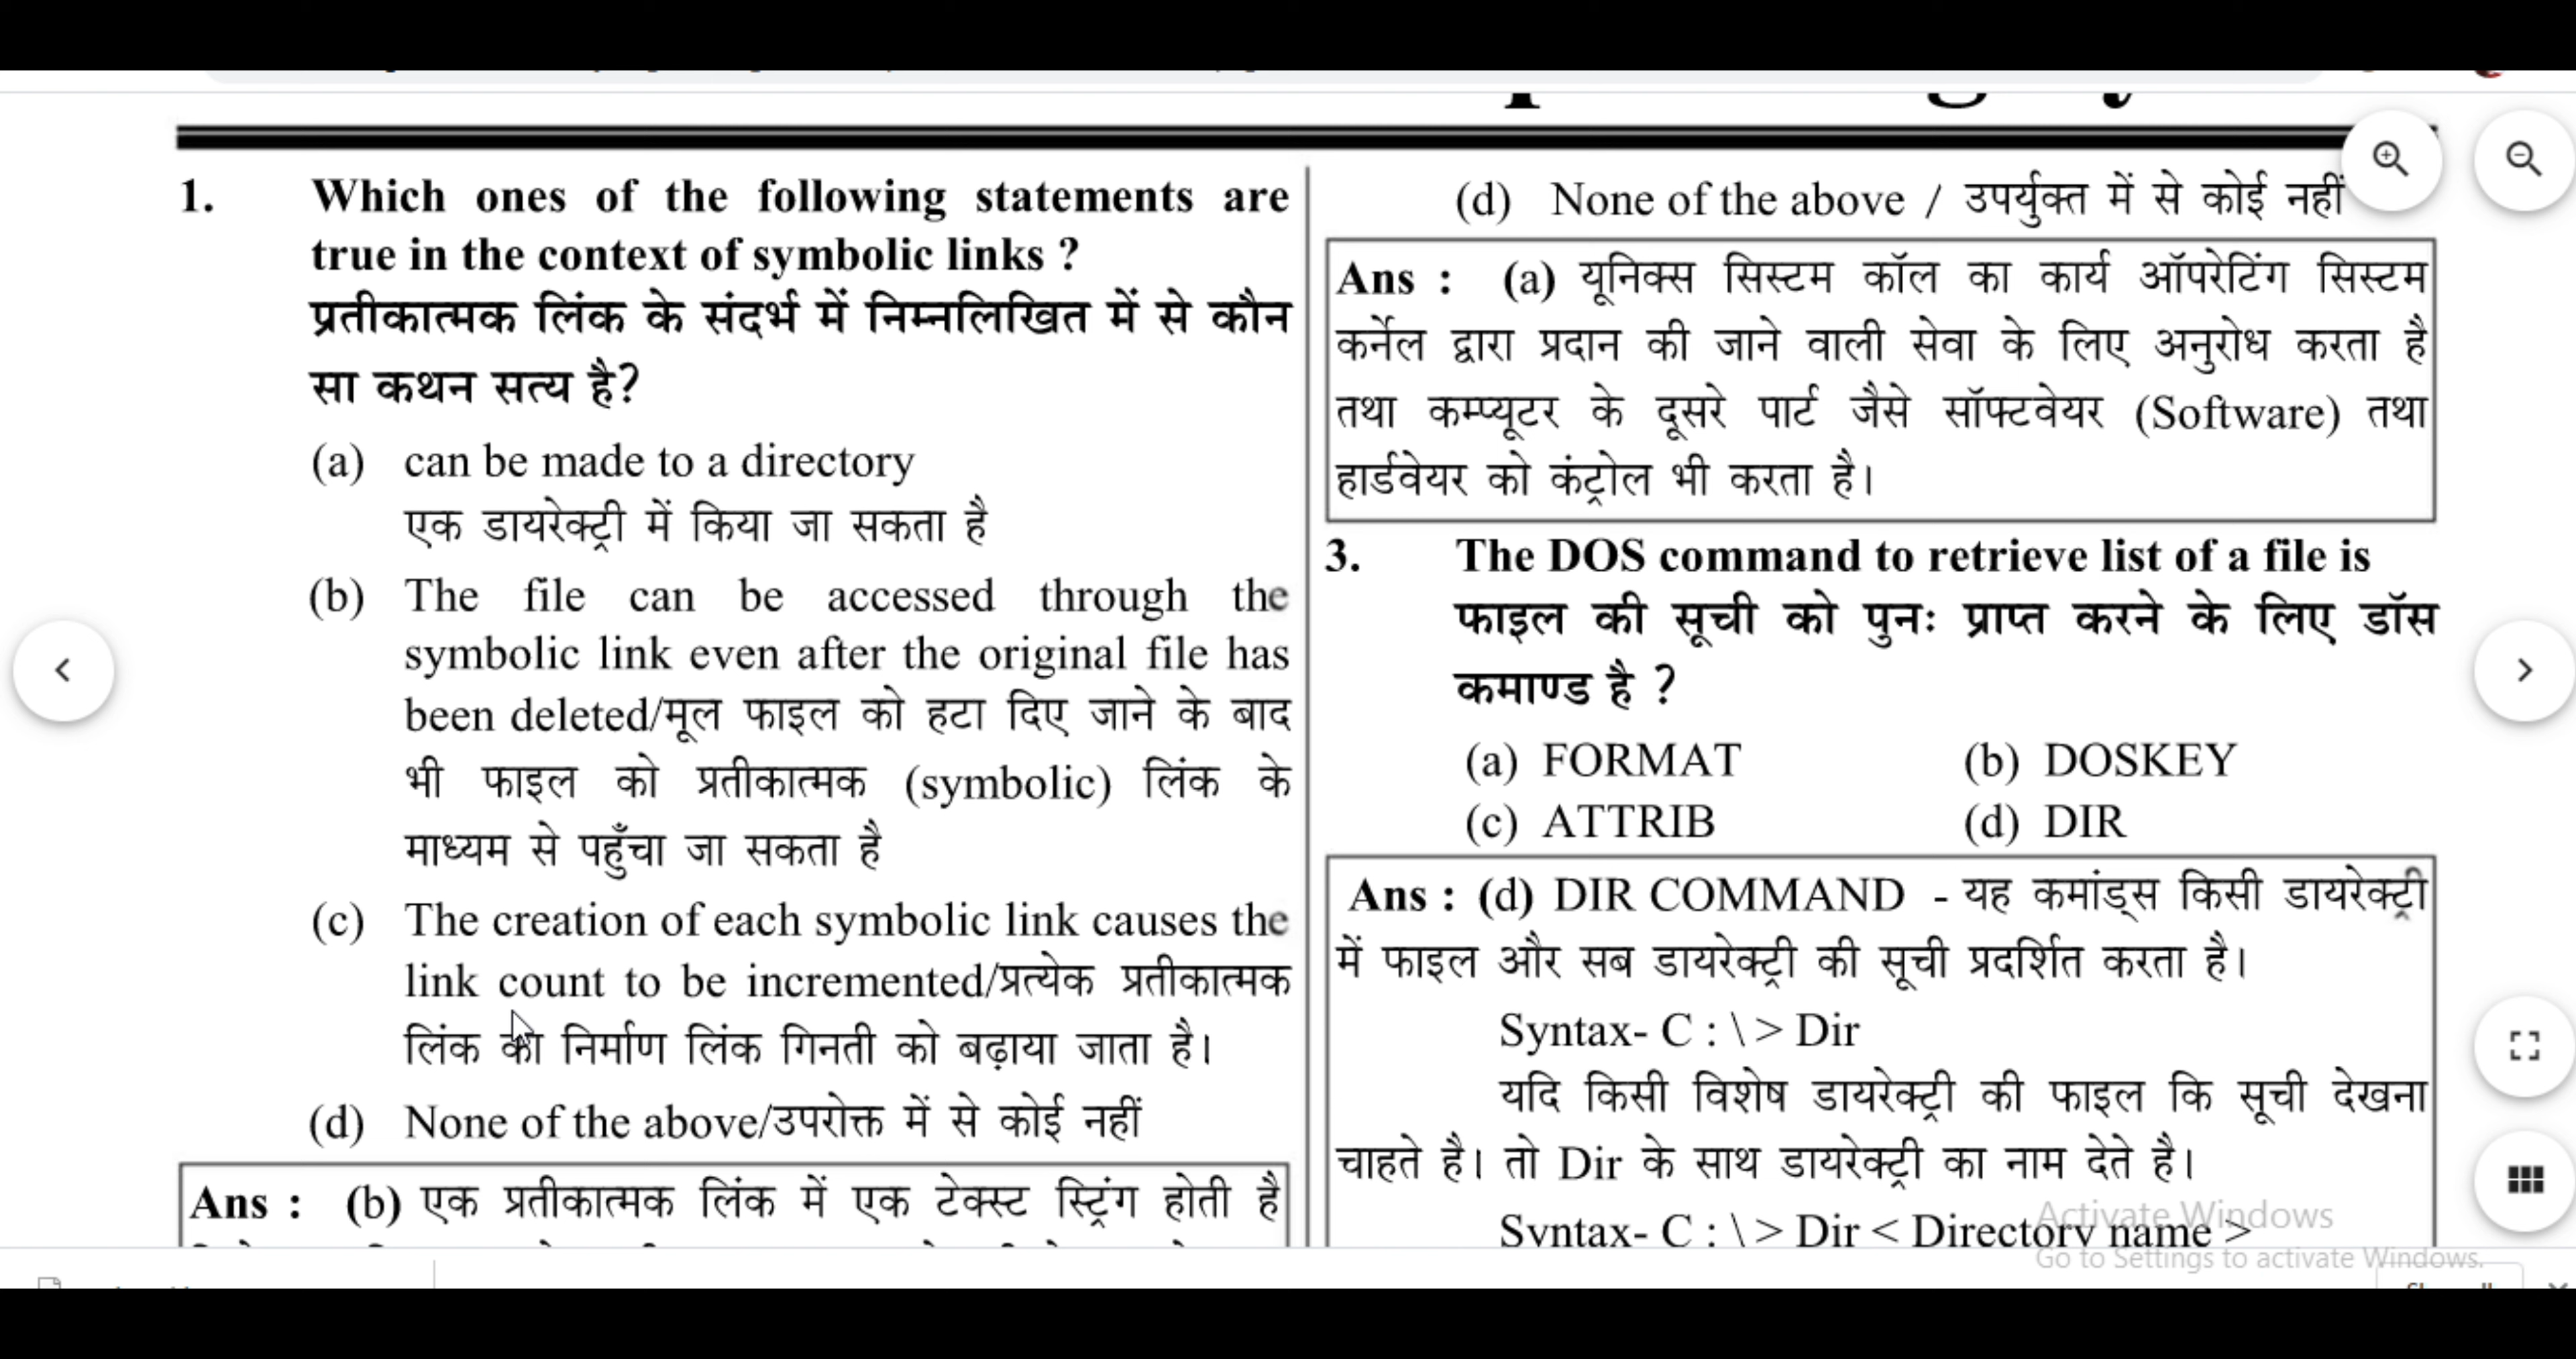 1. Which ones of the following statements are
true in the context of symbolic links ?
प्रतीकात्मक लिंक के संदर्भ में निम्नलिखित में से कौन
सा कथन सत्य है?
(a) can be made to a directory
एक डायरेक्ट्री में किया जा सकता है
(b) The file can be accessed through the
symbolic link even after the original file has
been deleted/मूल फाइल को हटा दिए जाने के बाद
भी फाइल को प्रतीकात्मक (symbolic) लिंक के
माध्यम से पहुँचा जा सकता है
(c) The creation of each symbolic link causes the
link count to be incremented/प्रत्येक प्रतीकात्मक
लिंक का निर्माण लिंक गिनती को बढ़ाया जाता है।
(d) None of the above/उपरोक्त में से कोई नहीं
Ans : (b) एक प्रतीकात्मक लिंक में एक टेक्स्ट स्ट्रिंग होती है
(d) None of the above / उपर्युक्त में से कोई नहीं
Ans : (a) यूनिक्स सिस्टम कॉल का कार्य ऑपरेटिंग सिस्टम
कर्नेल द्वारा प्रदान की जाने वाली सेवा के लिए अनुरोध करता है
तथा कम्प्यूटर के दूसरे पार्ट जैसे सॉफ्टवेयर (Software) तथा
हार्डवेयर को कंट्रोल भी करता है।
3. The DOS command to retrieve list of a file is
फाइल की सूची को पुनः प्राप्त करने के लिए डॉस
कमाण्ड है ?
(a) FORMAT (b) DOSKEY
(c) ATTRIB (d) DIR
Ans : (d) DIR COMMAND - यह कमांड्स किसी डायरेक्ट्री
में फाइल और सब डायरेक्ट्री की सूची प्रदर्शित करता है।
Syntax- C : \ > Dir
यदि किसी विशेष डायरेक्ट्री की फाइल कि सूची देखना
चाहते है। तो Dir के साथ डायरेक्ट्री का नाम देते है।
Syntax- C : \ > Dir < Directory name >
Activate Windows
Go to Settings to activate Windows.